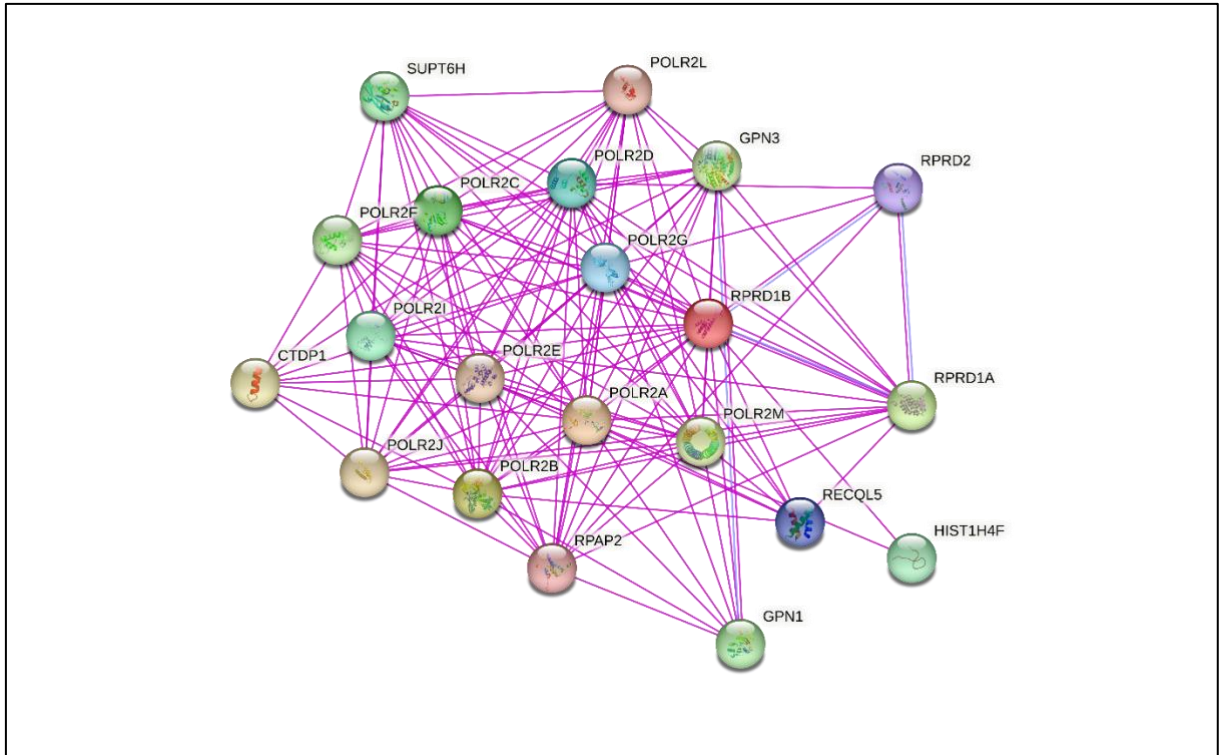 SUPT6H
POLR2L
GPN3
POLR2D
RPRD2
POLR2C
POLR2F
POLR2G
RPRD1B
POLR2I
CTDP1
POLR2E
RPRD1A
POLR2A
POLR2M
POLR2J
POLR2B
RECQL5
HIST1H4F
RPAP2
GPN1